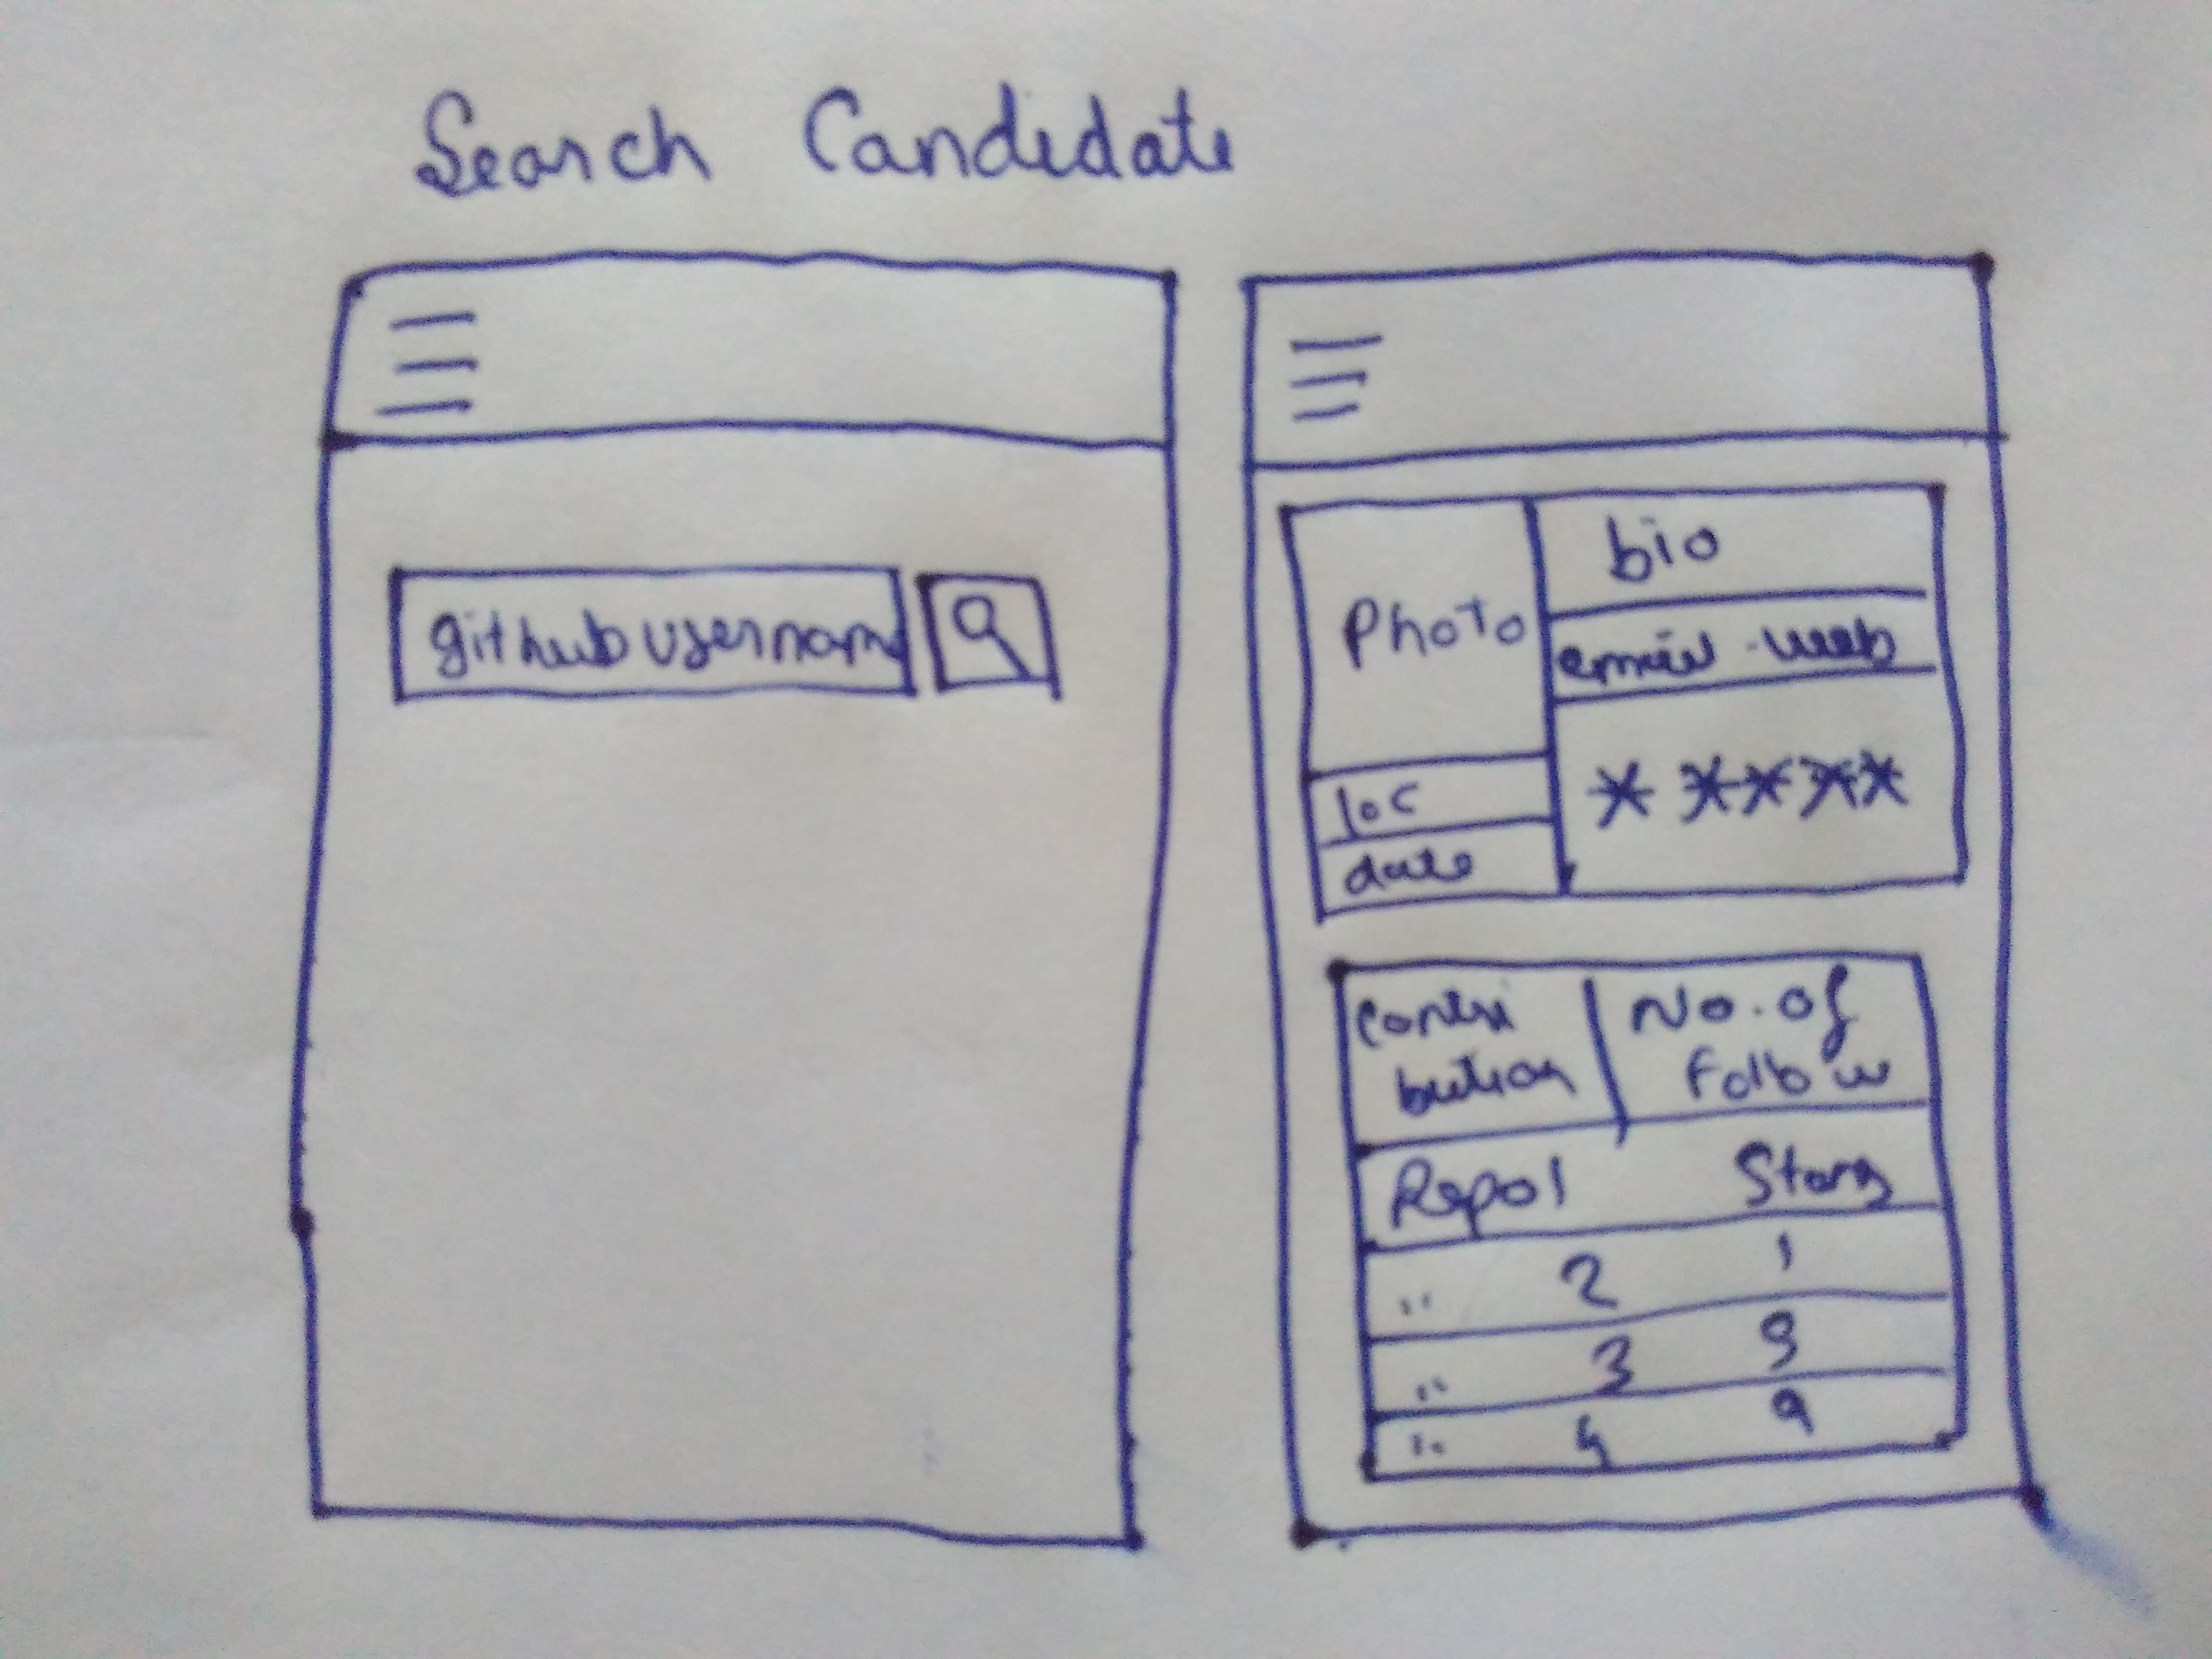 Search Candidate
github usernam
Photo
loc
date
bio
email web
* * * * *
Contri
bution
No. of
follow
Repo1 Stars
" 2 1
" 3 9
" 4 9